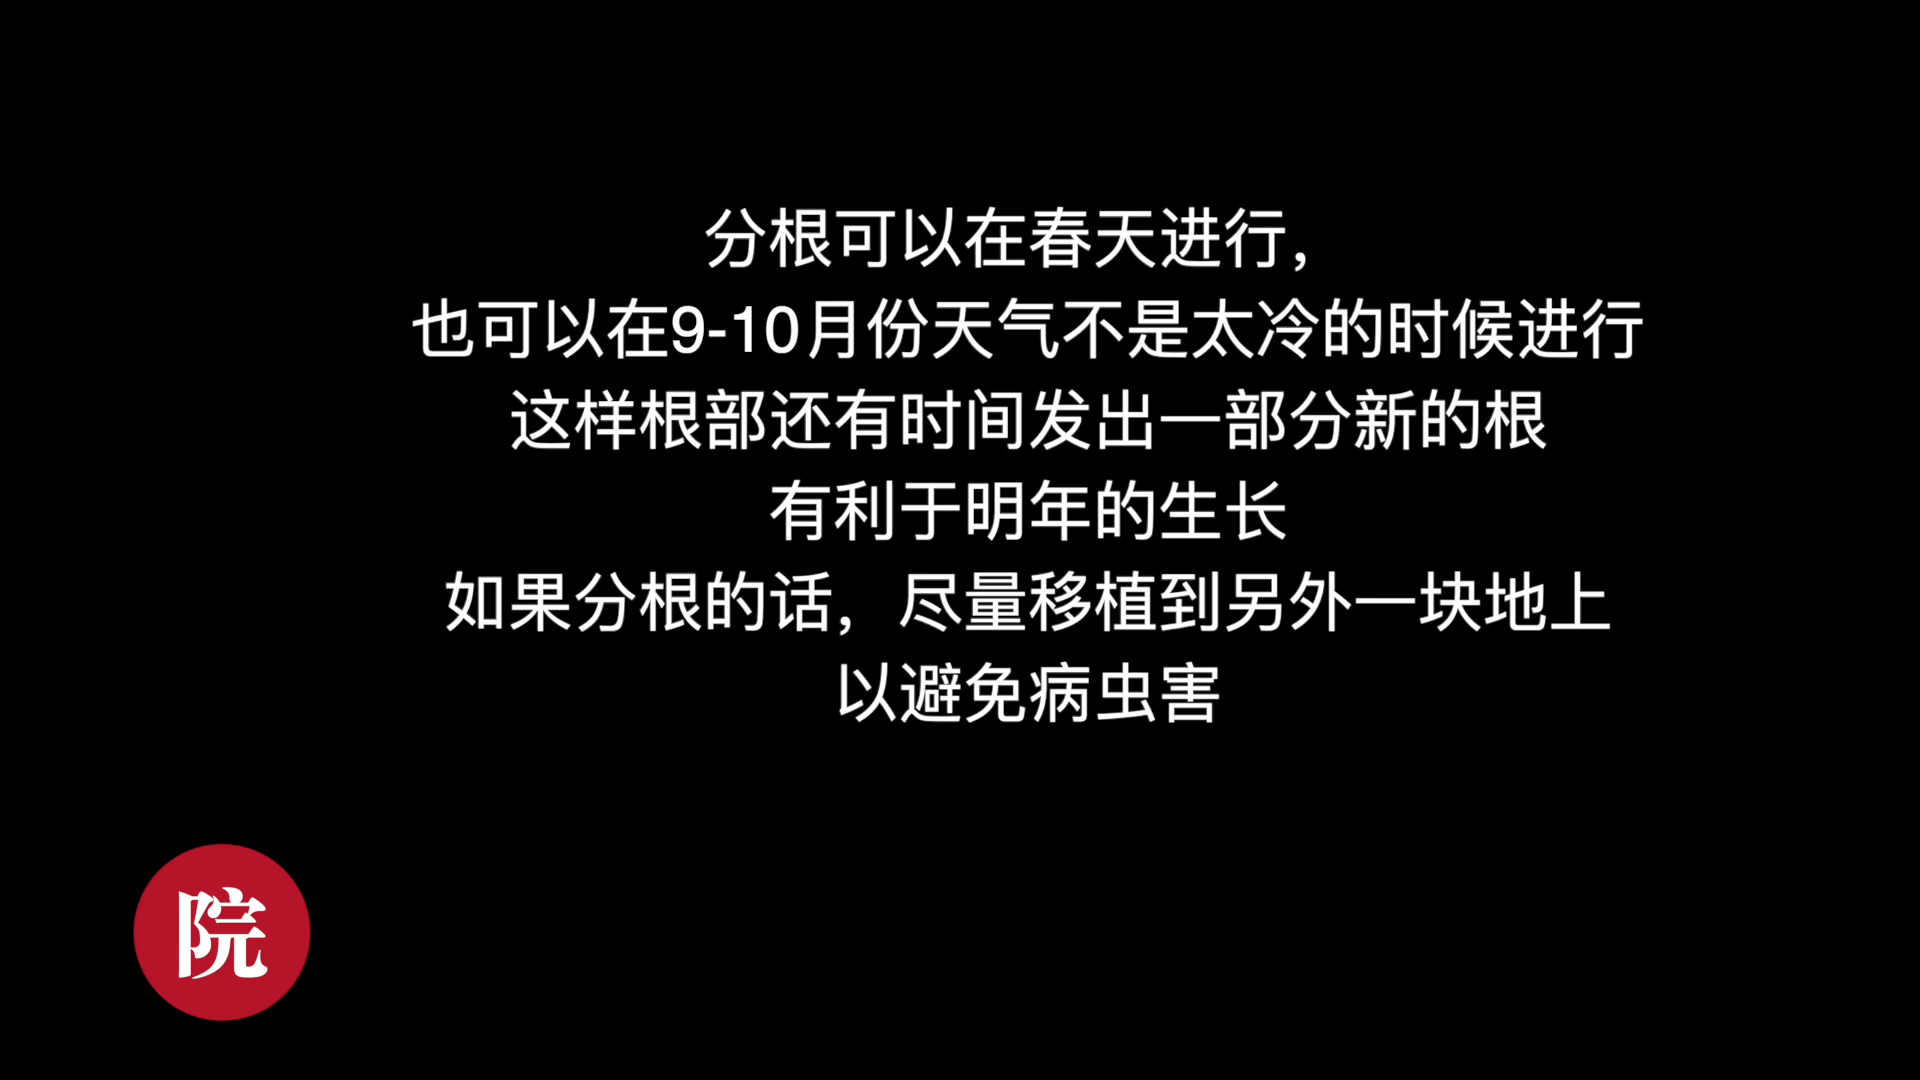 分根可以在春天进行，
也可以在9-10月份天气不是太冷的时候进行
这样根部还有时间发出一部分新的根
有利于明年的生长
如果分根的话，尽量移植到另外一块地上
以避免病虫害
院